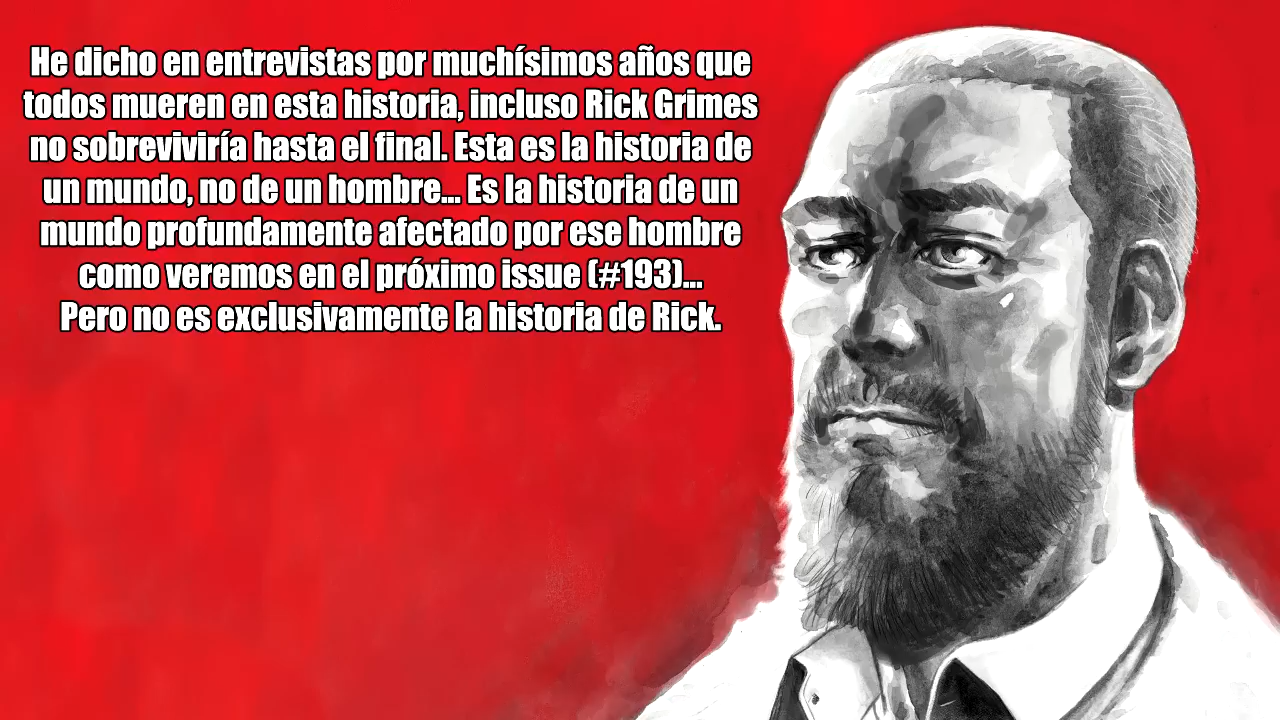 He dicho en entrevistas por muchísimos años que
todos mueren en esta historia, incluso Rick Grimes
no sobreviviría hasta el final. Esta es la historia de
un mundo, no de un hombre... Es la historia de un
mundo profundamente afectado por ese hombre
como veremos en el próximo issue (#193)...
Pero no es exclusivamente la historia de Rick.